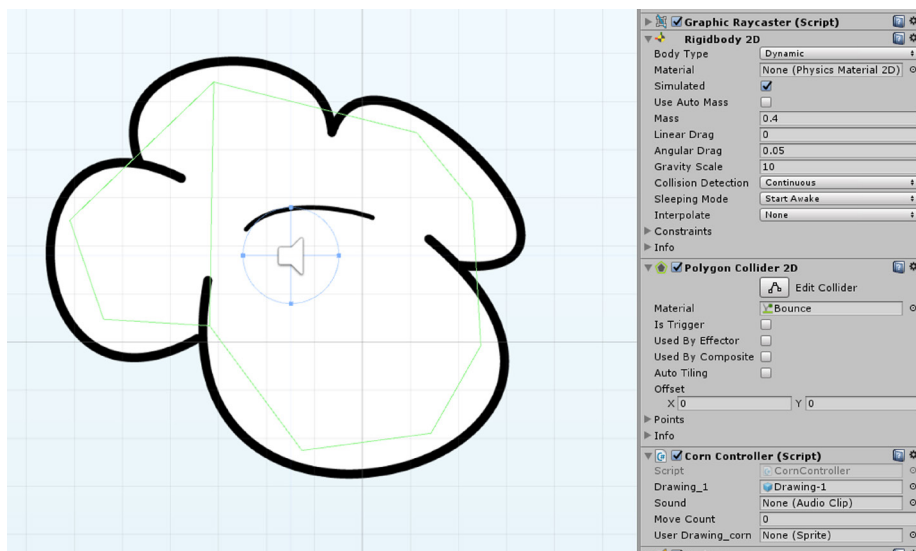 Graphic Raycaster (Script)
Rigidbody 2D
Body Type Dynamic
Material None (Physics Material 2D)
Simulated
Use Auto Mass
Mass 0.4
Linear Drag 0
Angular Drag 0.05
Gravity Scale 10
Collision Detection Continuous
Sleeping Mode Start Awake
Interpolate None
Constraints
Info
Polygon Collider 2D
Edit Collider
Material Bounce
Is Trigger
Used By Effector
Used By Composite
Auto Tiling
Offset
X 0 Y 0
Points
Info
Corn Controller (Script)
Script CornController
Drawing_1 Drawing-1
Sound None (Audio Clip)
Move Count 0
User Drawing_corn None (Sprite)